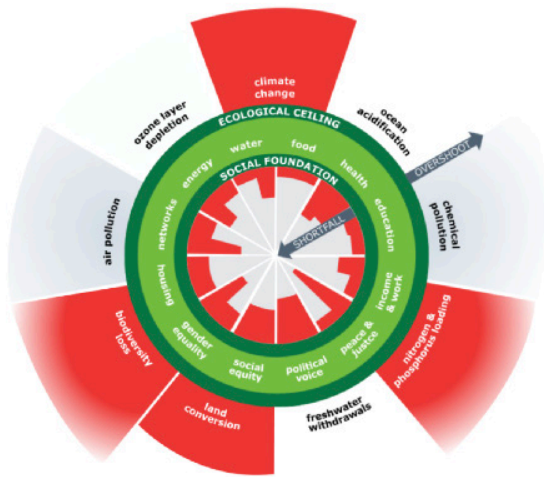 climate
change
ocean
acidification
chemical
pollution
nitrogen &
phosphorus loading
freshwater
withdrawals
land
conversion
biodiversity
loss
air pollution
ozone layer
depletion
ECOLOGICAL CEILING
OVERSHOOT
water
food
health
education
income
& work
peace &
justce
political
voice
social
equity
gender
equality
housing
networks
energy
SOCIAL FOUNDATION
SHORTFALL